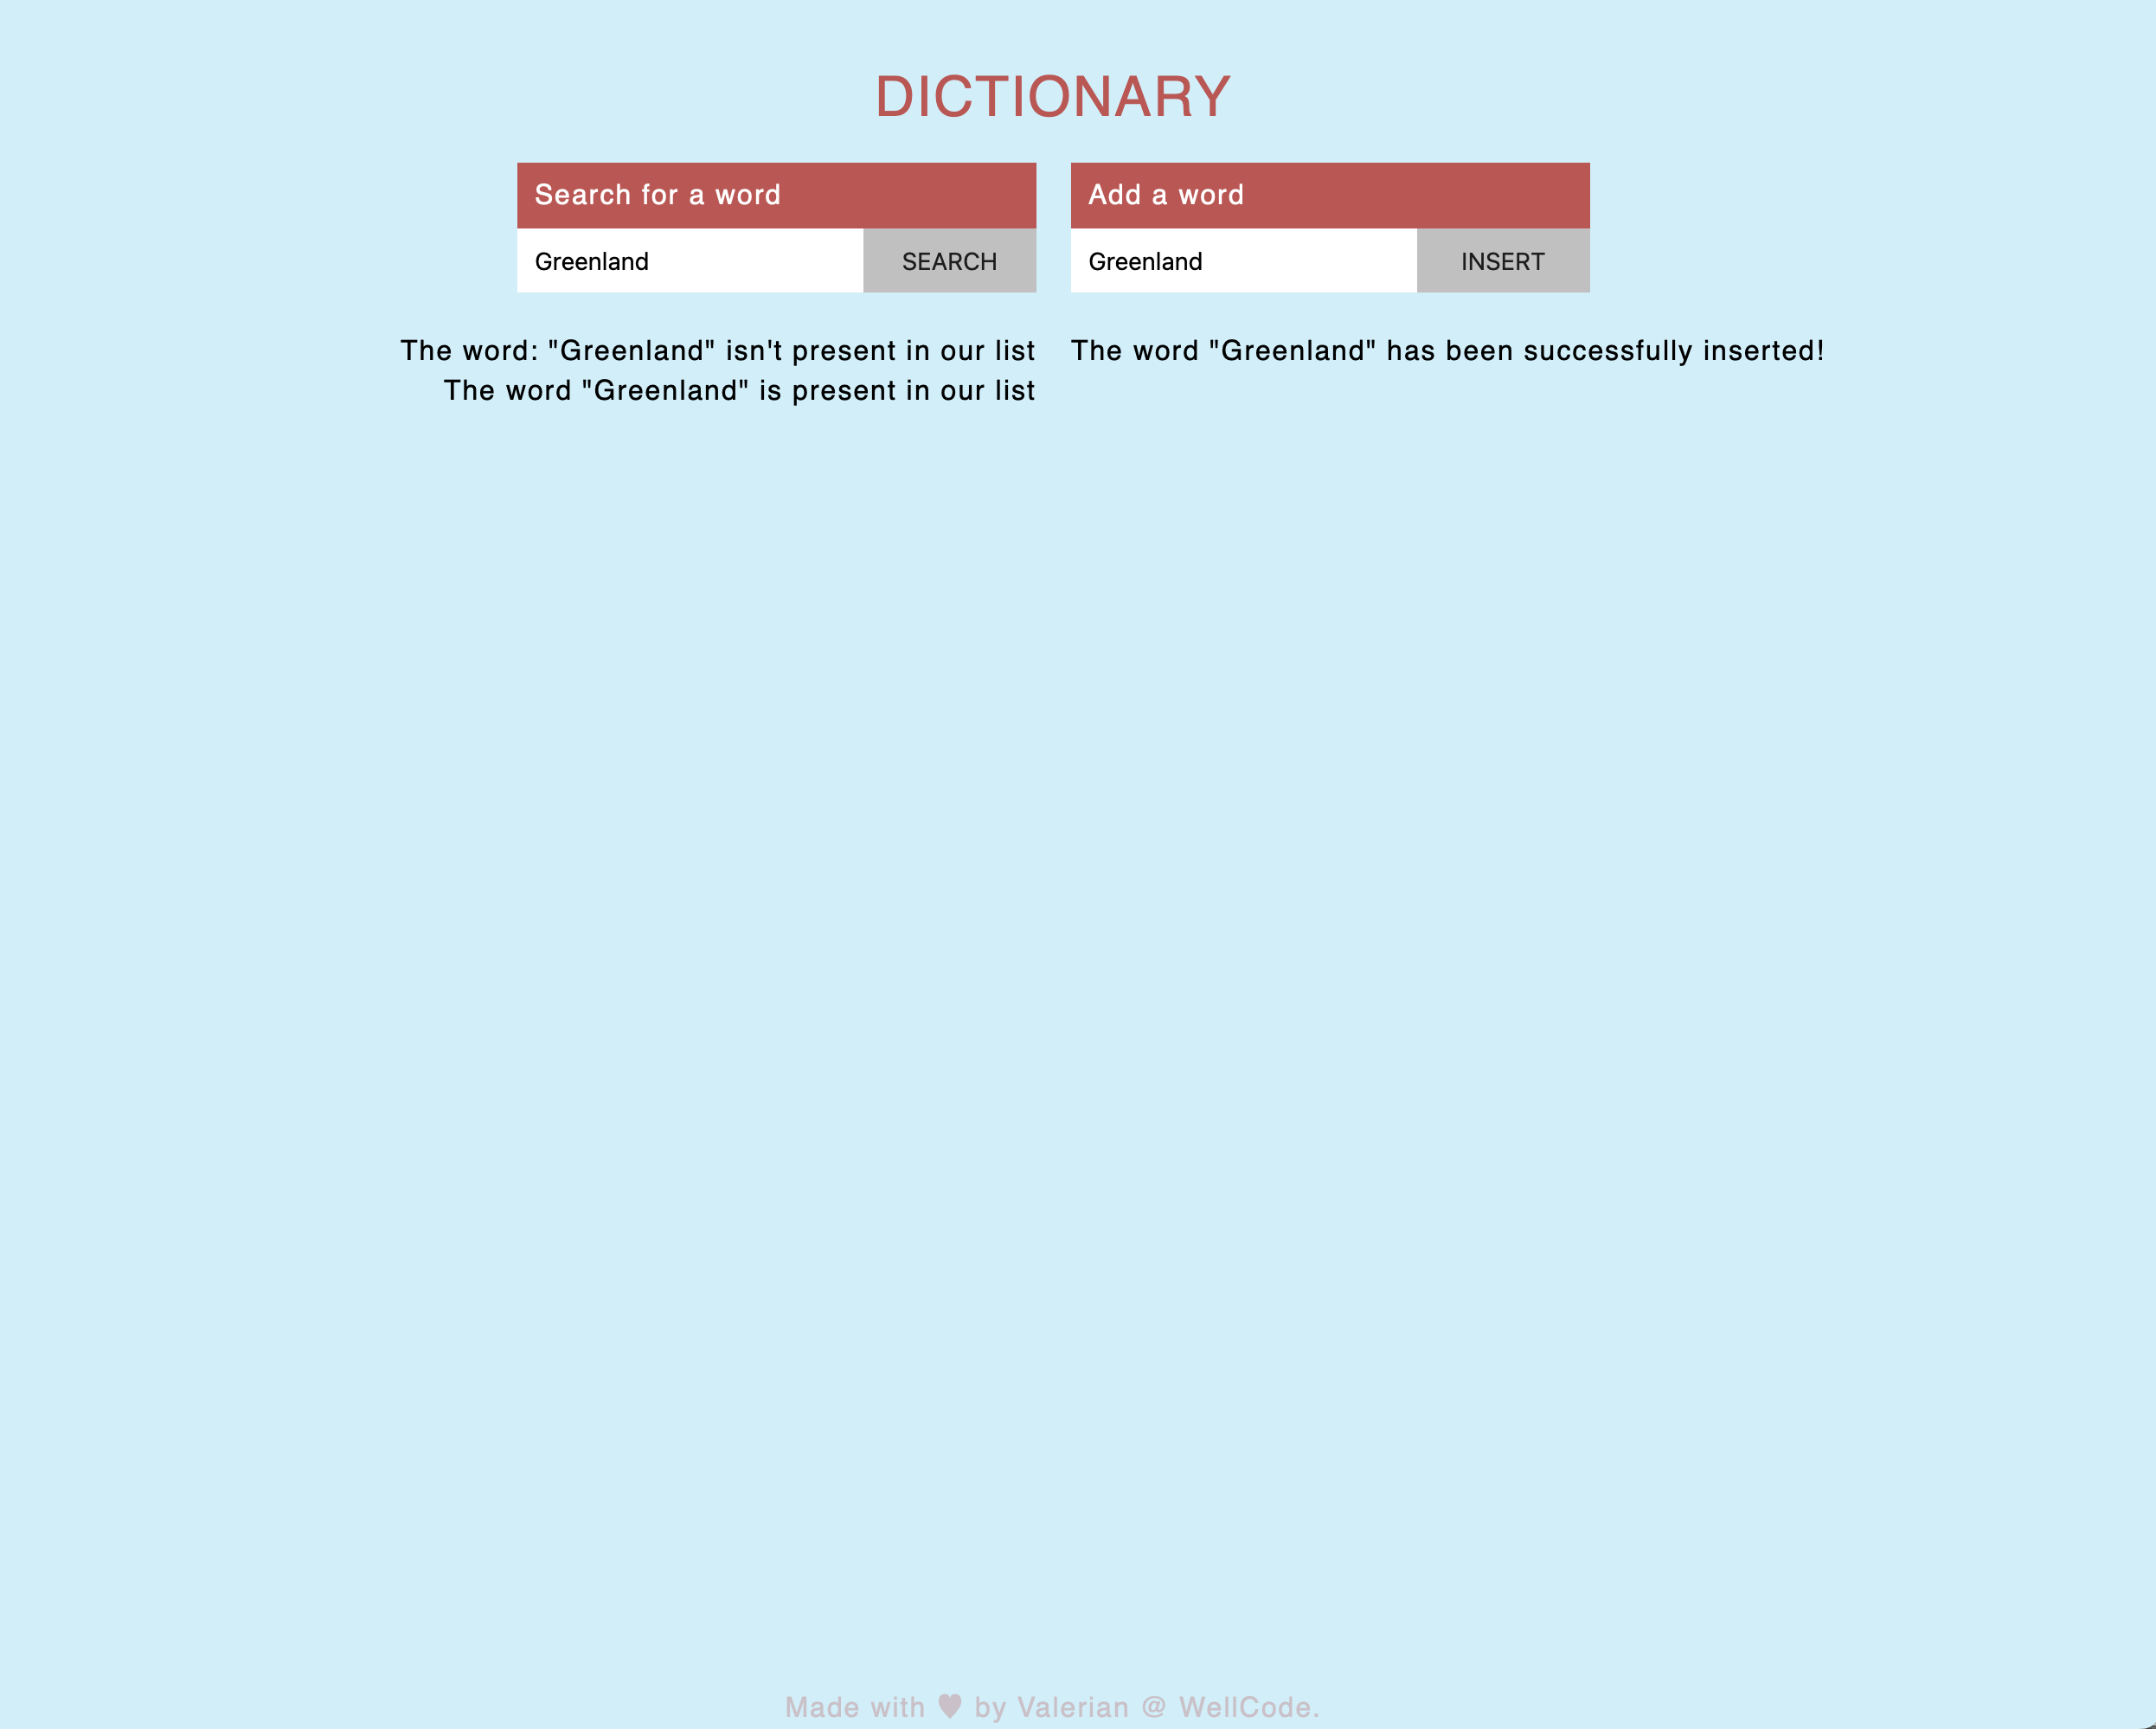 DICTIONARY
Search for a word
Greenland SEARCH
The word: "Greenland" isn't present in our list
The word "Greenland" is present in our list
Add a word
Greenland INSERT
The word "Greenland" has been successfully inserted!
Made with ♥ by Valerian @ WellCode.